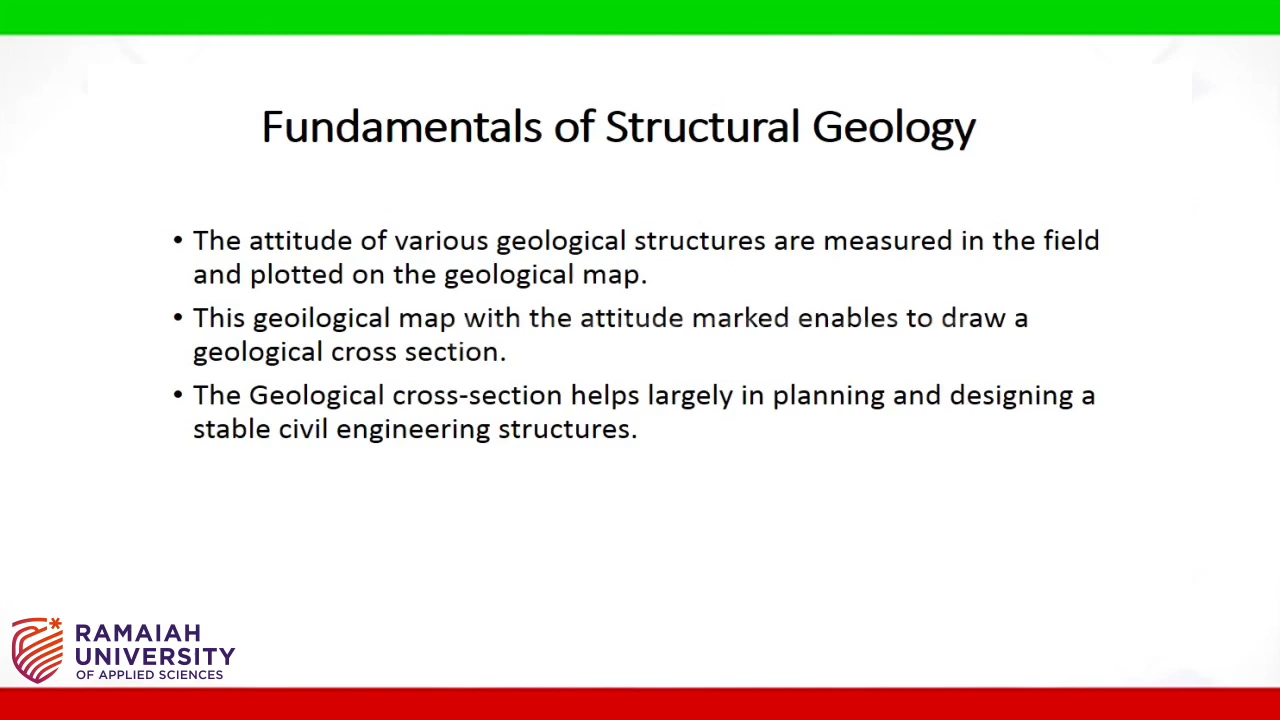 Fundamentals of Structural Geology
• The attitude of various geological structures are measured in the field
and plotted on the geological map.
• This geoilogical map with the attitude marked enables to draw a
geological cross section.
• The Geological cross-section helps largely in planning and designing a
stable civil engineering structures.
RAMAIAH
UNIVERSITY
OF APPLIED SCIENCES